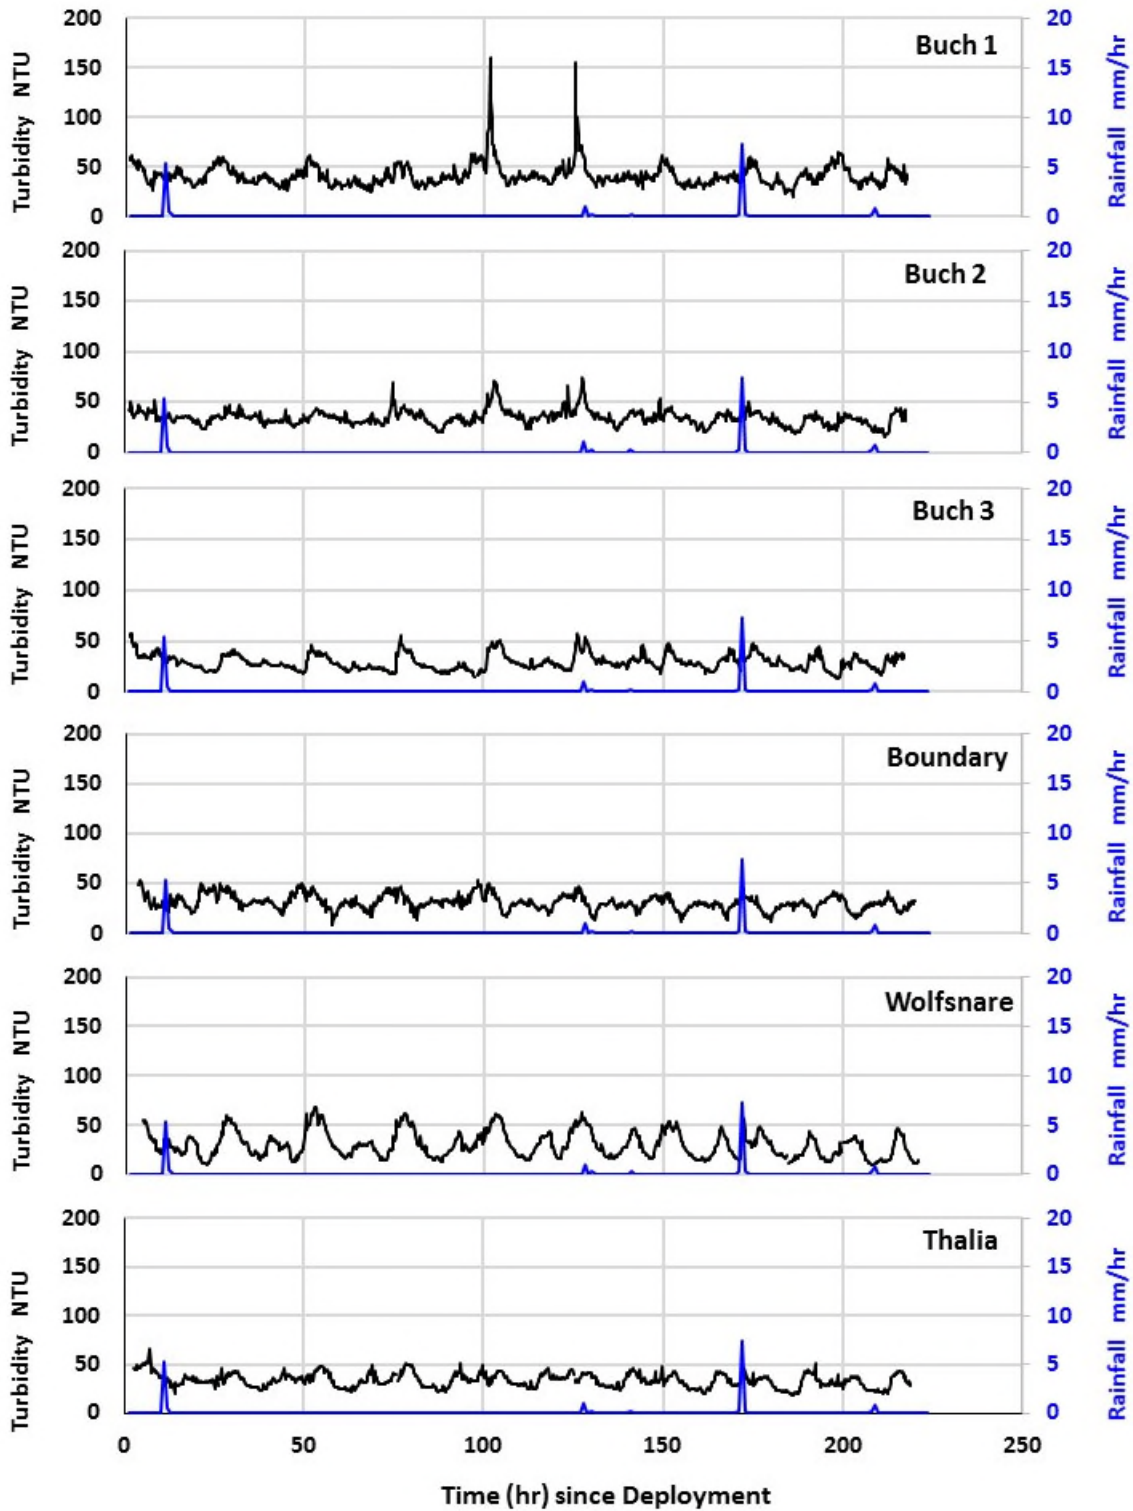 200 20
Buch 1
150 15
100 10
50 5
0 0
Turbidity NTU
Rainfall mm/hr
200 20
Buch 2
150 15
100 10
50 5
0 0
Turbidity NTU
Rainfall mm/hr
200 20
Buch 3
150 15
100 10
50 5
0 0
Turbidity NTU
Rainfall mm/hr
200 20
Boundary
150 15
100 10
50 5
0 0
Turbidity NTU
Rainfall mm/hr
200 20
Wolfsnare
150 15
100 10
50 5
0 0
Turbidity NTU
Rainfall mm/hr
200 20
Thalia
150 15
100 10
50 5
0 0
Turbidity NTU
Rainfall mm/hr
0 50 100 150 200 250
Time (hr) since Deployment